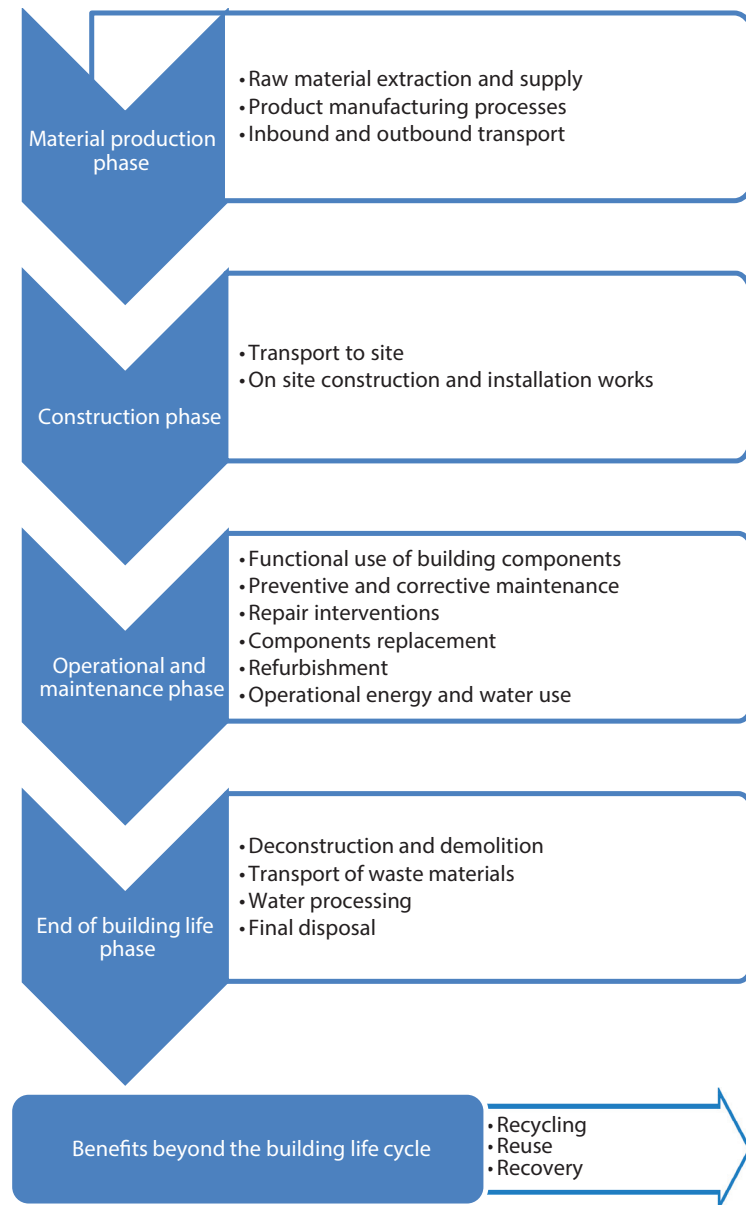 Material production
phase
•Raw material extraction and supply
•Product manufacturing processes
•Inbound and outbound transport
Construction phase
•Transport to site
•On site construction and installation works
Operational and
maintenance phase
•Functional use of building components
•Preventive and corrective maintenance
•Repair interventions
•Components replacement
•Refurbishment
•Operational energy and water use
End of building life
phase
•Deconstruction and demolition
•Transport of waste materials
•Water processing
•Final disposal
Benefits beyond the building life cycle
•Recycling
•Reuse
•Recovery